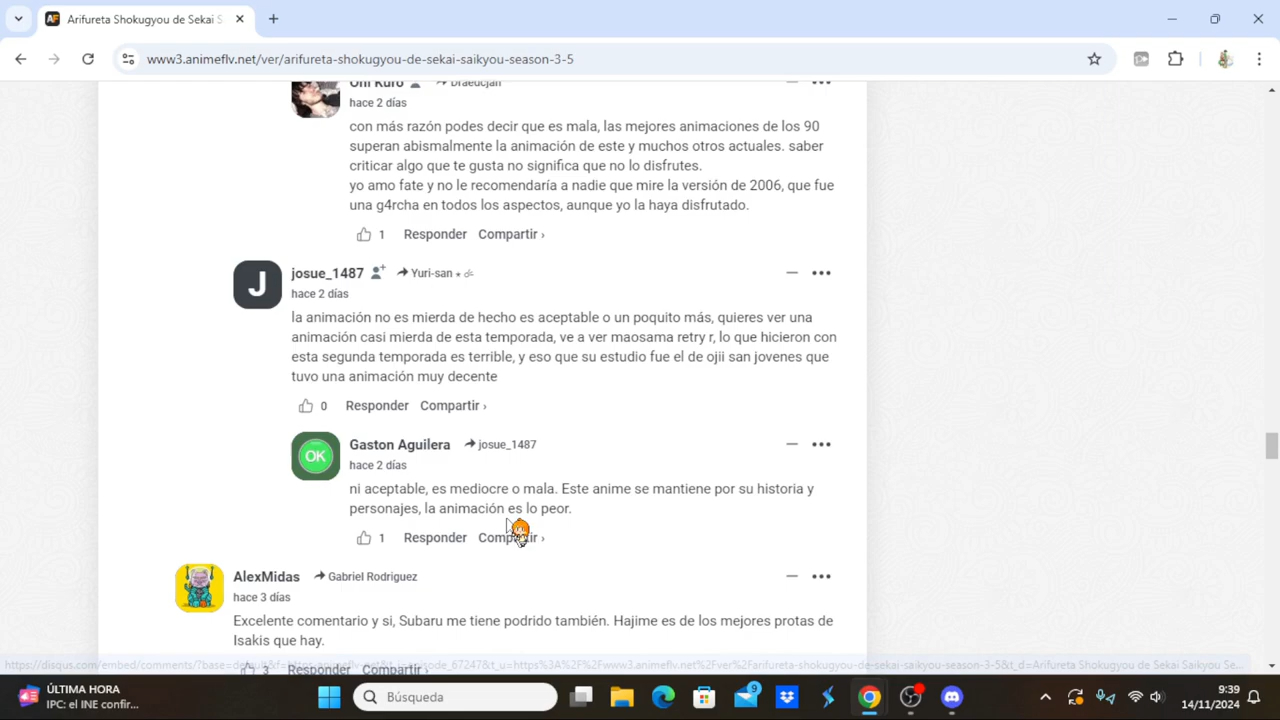 Arifureta Shokugyou de Sekai S
www3.animeflv.net/ver/arifureta-shokugyou-de-sekai-saikyou-season-3-5
Oni Kuro Draedcjan
hace 2 días
con más razón podes decir que es mala, las mejores animaciones de los 90
superan abismalmente la animación de este y muchos otros actuales. saber
criticar algo que te gusta no significa que no lo disfrutes.
yo amo fate y no le recomendaría a nadie que mire la versión de 2006, que fue
una g4rcha en todos los aspectos, aunque yo la haya disfrutado.
1 Responder Compartir ›
J
josue_1487 Yuri-san
hace 2 días
la animación no es mierda de hecho es aceptable o un poquito más, quieres ver una
animación casi mierda de esta temporada, ve a ver maosama retry r, lo que hicieron con
esta segunda temporada es terrible, y eso que su estudio fue el de ojii san jovenes que
tuvo una animación muy decente
0 Responder Compartir ›
OK
Gaston Aguilera josue_1487
hace 2 días
ni aceptable, es mediocre o mala. Este anime se mantiene por su historia y
personajes, la animación es lo peor.
1 Responder Compartir ›
AlexMidas Gabriel Rodriguez
hace 3 días
Excelente comentario y si, Subaru me tiene podrido también. Hajime es de los mejores protas de
Isakis que hay.
3 Responder Compartir ›
ÚLTIMA HORA
IPC: el INE confir...
Búsqueda
9
9:39
14/11/2024